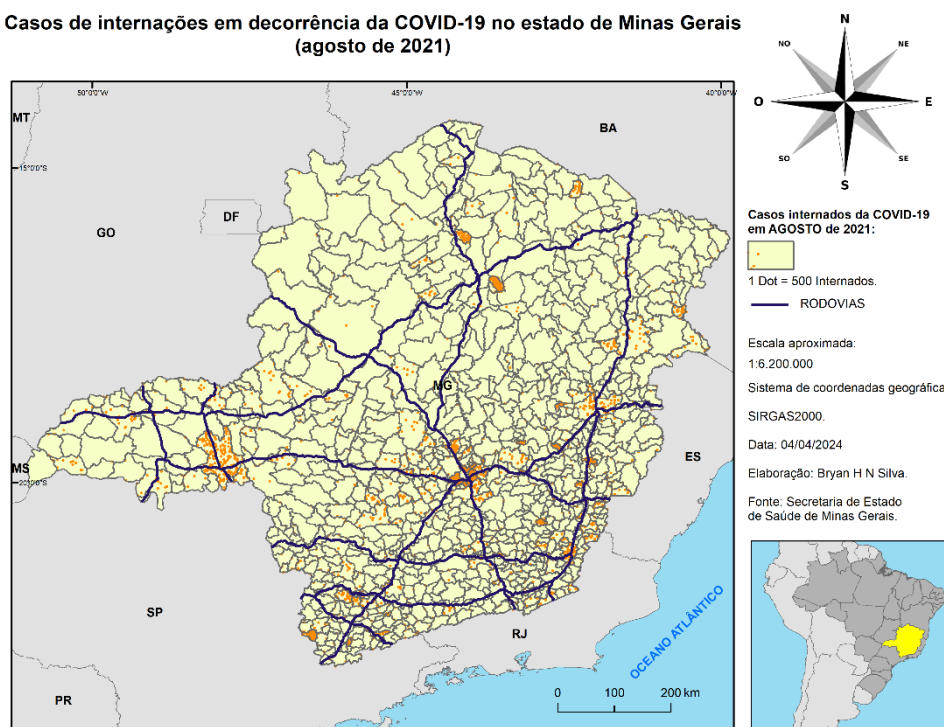 Casos de internações em decorrência da COVID-19 no estado de Minas Gerais
(agosto de 2021)
N
NO
NE
O
E
SO
SE
S
50°0'0"O
45°0'0"O
40°0'0"O
MT
BA
15°0'0"S
DF
GO
MG
MS
20°0'0"S
ES
SP
RJ
OCEANO ATLÂNTICO
PR
0 100 200 km
Casos internados da COVID-19
em AGOSTO de 2021:
1 Dot = 500 Internados.
RODOVIAS
Escala aproximada:
1:6.200.000
Sistema de coordenadas geográfica
SIRGAS2000.
Data: 04/04/2024
Elaboração: Bryan H N Silva.
Fonte: Secretaria de Estado
de Saúde de Minas Gerais.